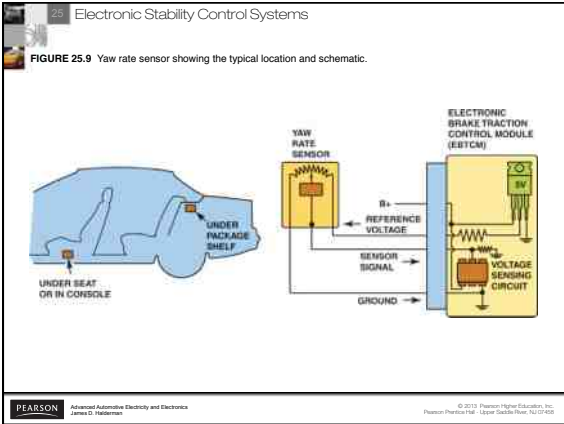 25 Electronic Stability Control Systems
FIGURE 25.9 Yaw rate sensor showing the typical location and schematic.
UNDER
PACKAGE
SHELF
UNDER SEAT
OR IN CONSOLE
YAW
RATE
SENSOR
ELECTRONIC
BRAKE TRACTION
CONTROL MODULE
(EBTCM)
5V
B+
REFERENCE
VOLTAGE
SENSOR
SIGNAL
VOLTAGE
SENSING
CIRCUIT
GROUND
PEARSON
Advanced Automotive Electricity and Electronics
James D. Halderman
© 2013 Pearson Higher Education, Inc.
Pearson Prentice Hall - Upper Saddle River, NJ 07458